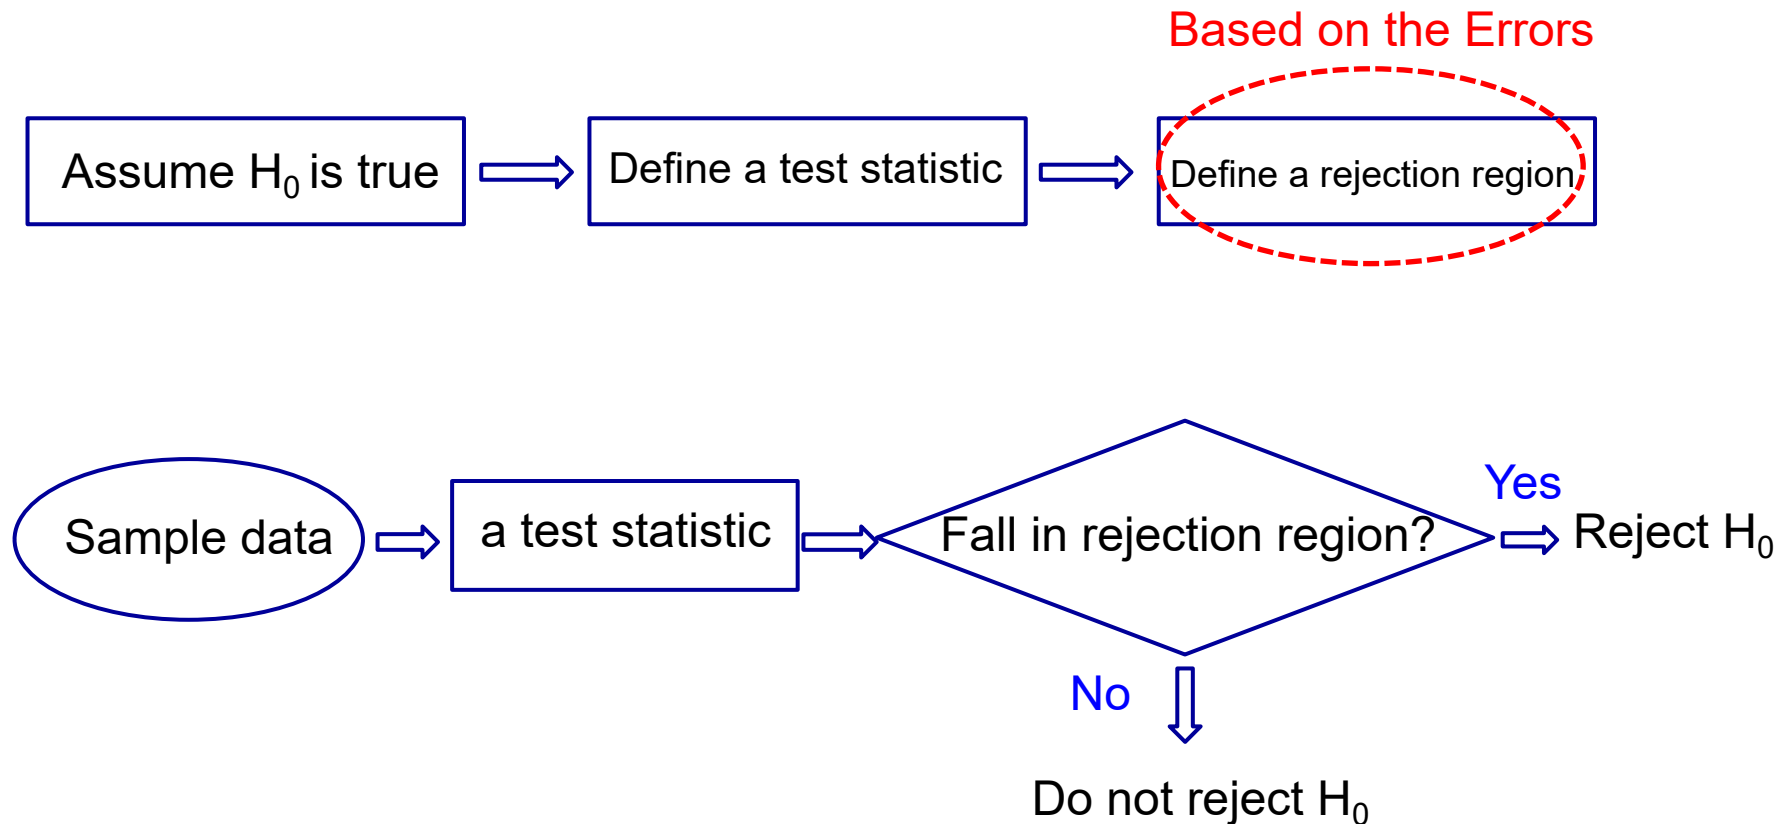 Based on the Errors
Assume H₀ is true
Define a test statistic
Define a rejection region
Sample data
a test statistic
Fall in rejection region?
Yes
Reject H₀
No
Do not reject H₀